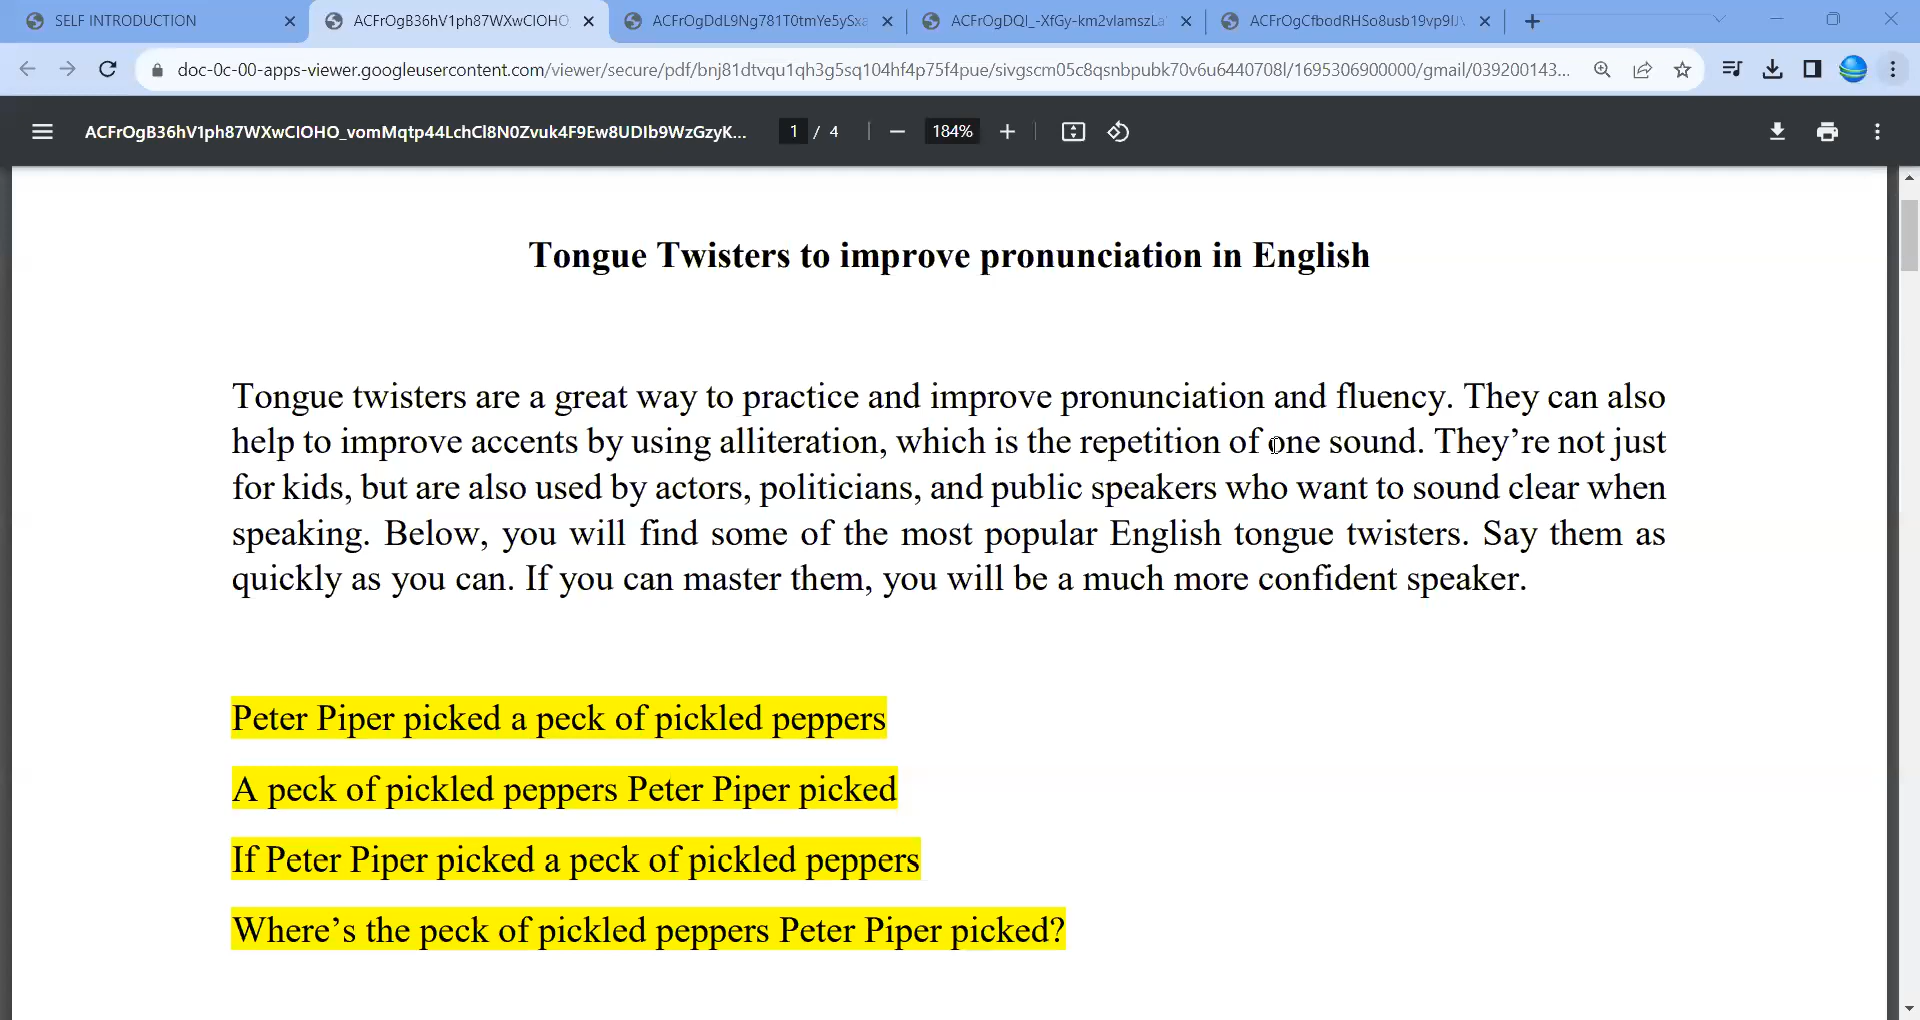 SELF INTRODUCTION
ACFrOgB36hV1ph87WXwCIOHO
ACFrOgDdL9Ng781T0tmYe5ySxa
ACFrOgDQI_-XfGy-km2vlamszLa
ACFrOgCfbodRHSo8usb19vp9lJ
doc-0c-00-apps-viewer.googleusercontent.com/viewer/secure/pdf/bnj81dtvqu1qh3g5sq104hf4p75f4pue/sivgscm05c8qsnbpubk70v6u6440708l/1695306900000/gmail/039200143...
ACFrOgB36hV1ph87WXwCIOHO_vomMqtp44LchCl8N0Zvuk4F9Ew8UDIb9WzGzyK... 1 / 4 184%
Tongue Twisters to improve pronunciation in English
Tongue twisters are a great way to practice and improve pronunciation and fluency. They can also
help to improve accents by using alliteration, which is the repetition of one sound. They’re not just
for kids, but are also used by actors, politicians, and public speakers who want to sound clear when
speaking. Below, you will find some of the most popular English tongue twisters. Say them as
quickly as you can. If you can master them, you will be a much more confident speaker.
Peter Piper picked a peck of pickled peppers
A peck of pickled peppers Peter Piper picked
If Peter Piper picked a peck of pickled peppers
Where’s the peck of pickled peppers Peter Piper picked?